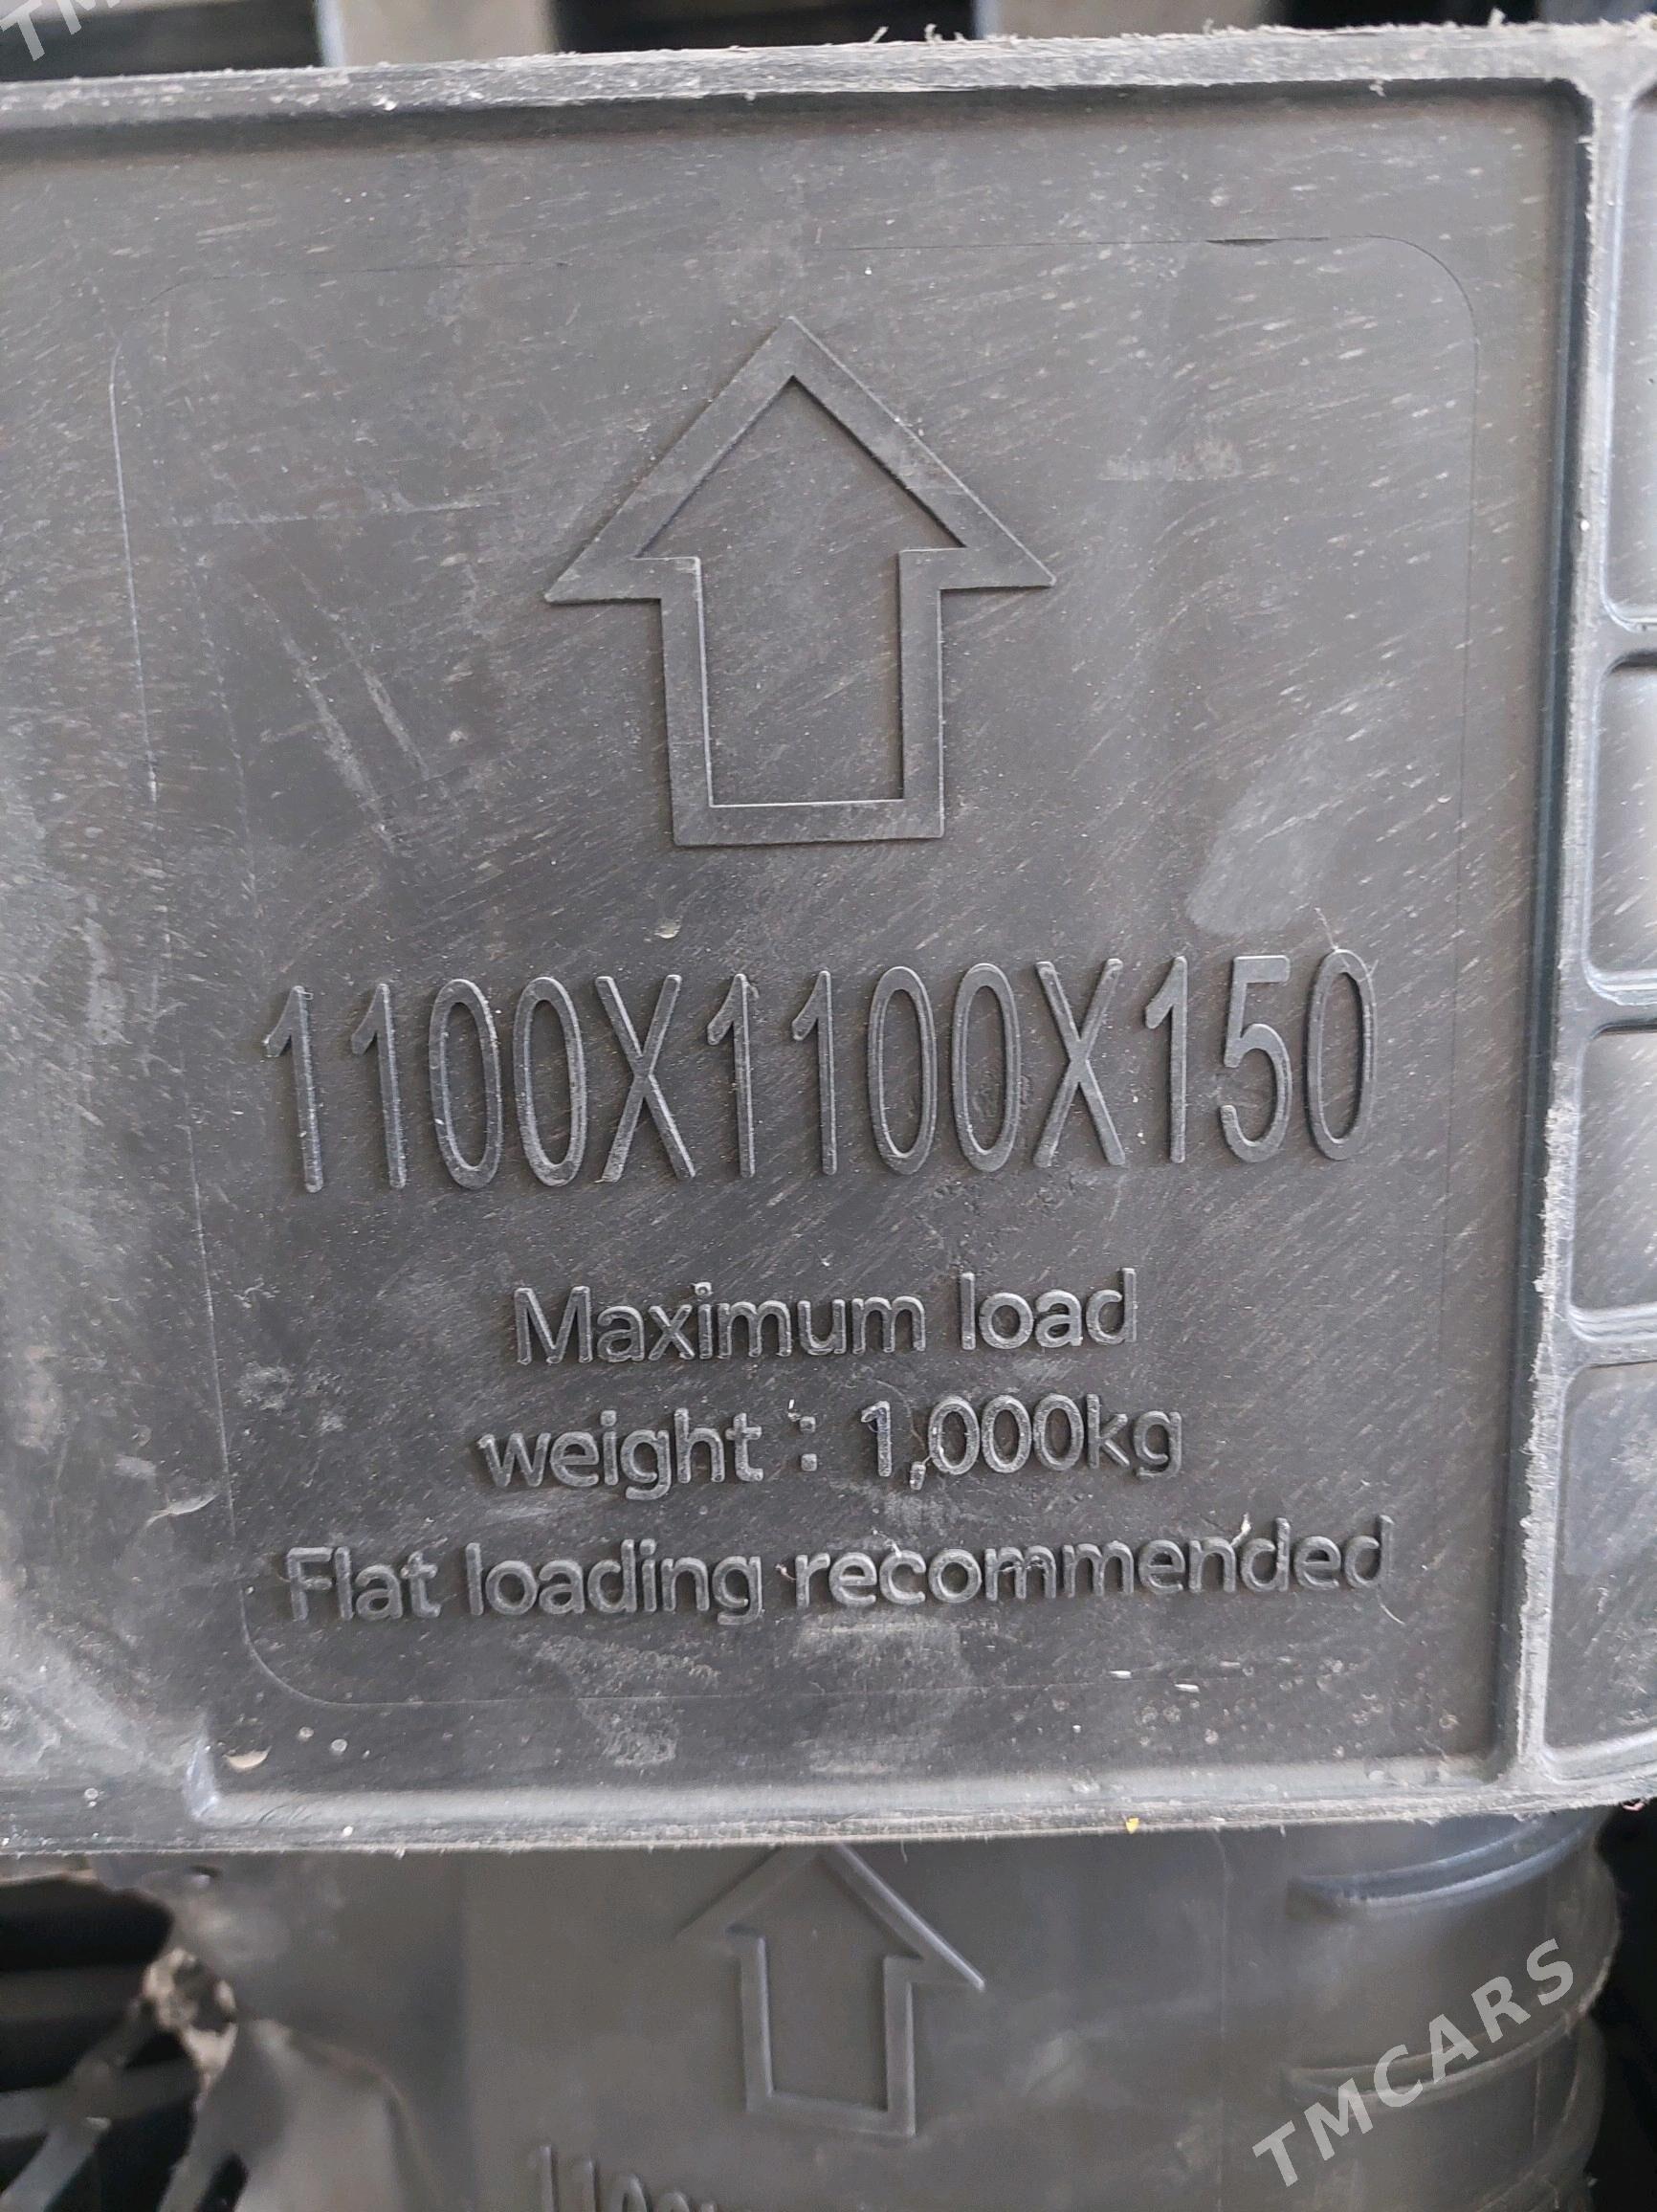 1100X1100X150
Maximum load
weight : 1,000kg
Flat loading recommended
TMCARS